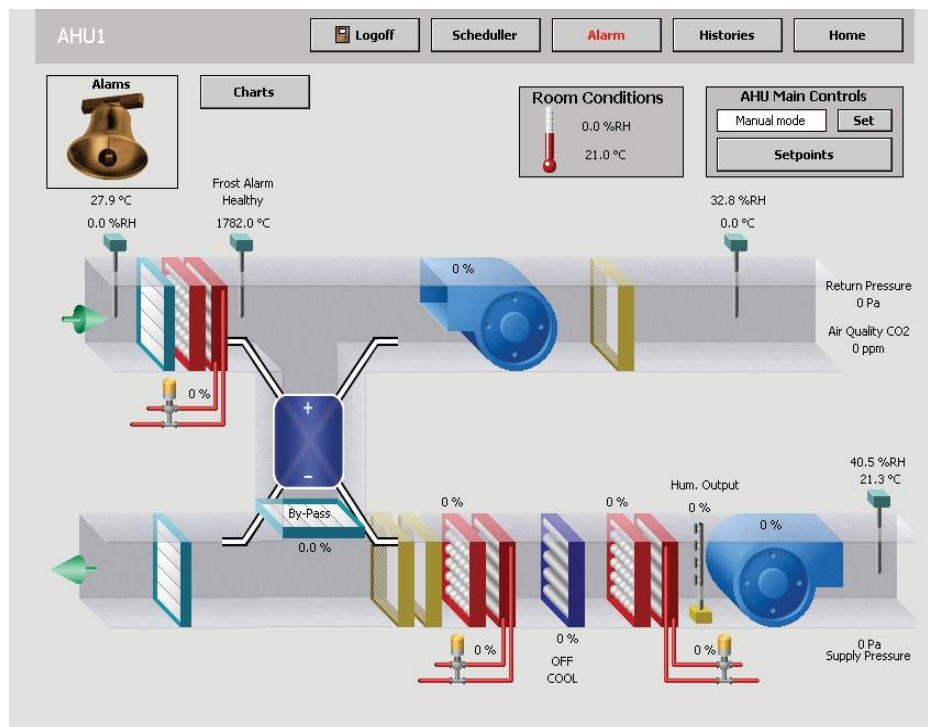 AHU1
Logoff
Scheduller
Alarm
Histories
Home
Alams
Charts
Room Conditions
0.0 %RH
21.0 °C
AHU Main Controls
Manual mode
Set
Setpoints
27.9 °C
0.0 %RH
Frost Alarm
Healthy
1782.0 °C
32.8 %RH
0.0 °C
0 %
Return Pressure
0 Pa
Air Quality CO2
0 ppm
0 %
+
−
By-Pass
0.0 %
0 %
0 %
Hum. Output
0 %
0 %
40.5 %RH
21.3 °C
0 %
0 %
OFF
COOL
0 %
0 Pa
Supply Pressure